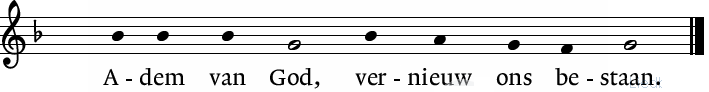 A - dem van God, ver - nieuw ons be - staan.